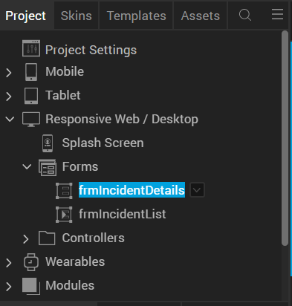 Project Skins Templates Assets
Project Settings
Mobile
Tablet
Responsive Web / Desktop
Splash Screen
Forms
frmIncidentDetails
frmIncidentList
Controllers
Wearables
Modules